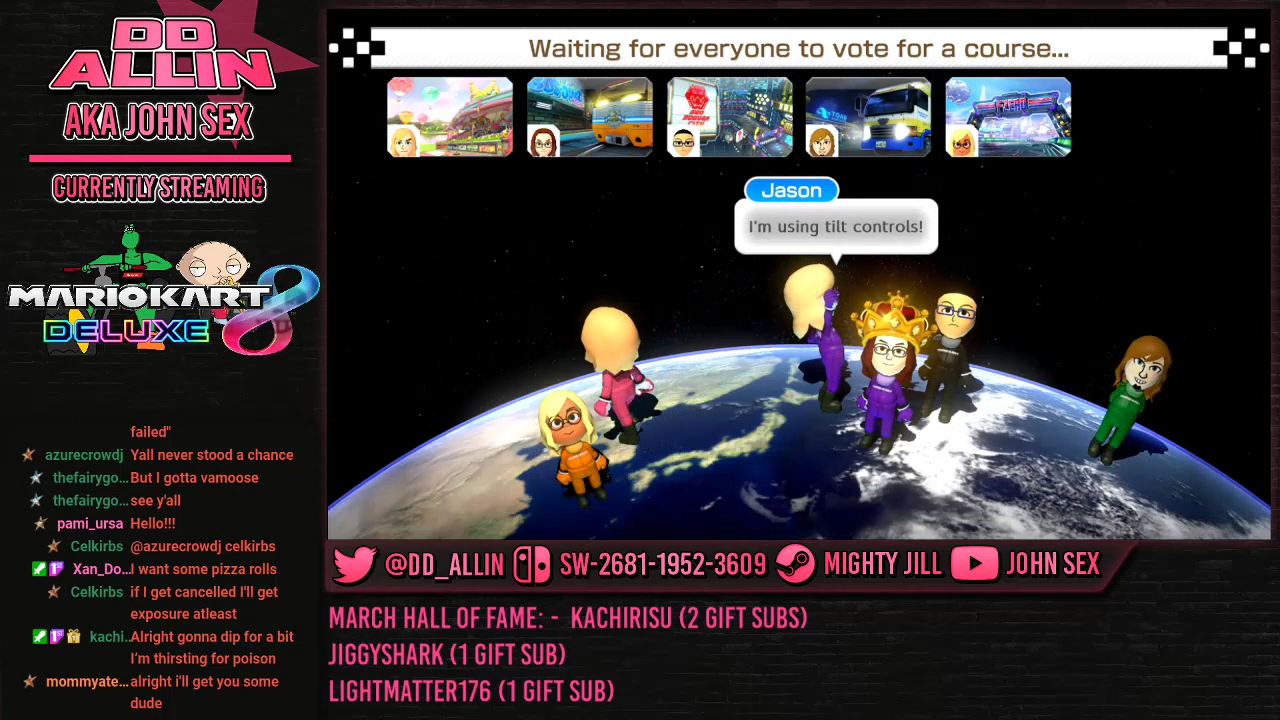 DD
ALLIN
AKA JOHN SEX
CURRENTLY STREAMING
MARIOKART 8
DELUXE
failed"
azurecrowdj Yall never stood a chance
thefairygo... But I gotta vamoose
thefairygo... see y'all
pami_ursa Hello!!!
Celkirbs @azurecrowdj celkirbs
Xan_Do... I want some pizza rolls
Celkirbs if I get cancelled I'll get
exposure atleast
kachi.. Alright gonna dip for a bit
I'm thirsting for poison
mommyate... alright i'll get you some
dude
Waiting for everyone to vote for a course...
Jason
I'm using tilt controls!
@DD_ALLIN SW-2681-1952-3609 MIGHTY JILL JOHN SEX
MARCH HALL OF FAME: - KACHIRISU (2 GIFT SUBS)
JIGGYSHARK (1 GIFT SUB)
LIGHTMATTER176 (1 GIFT SUB)